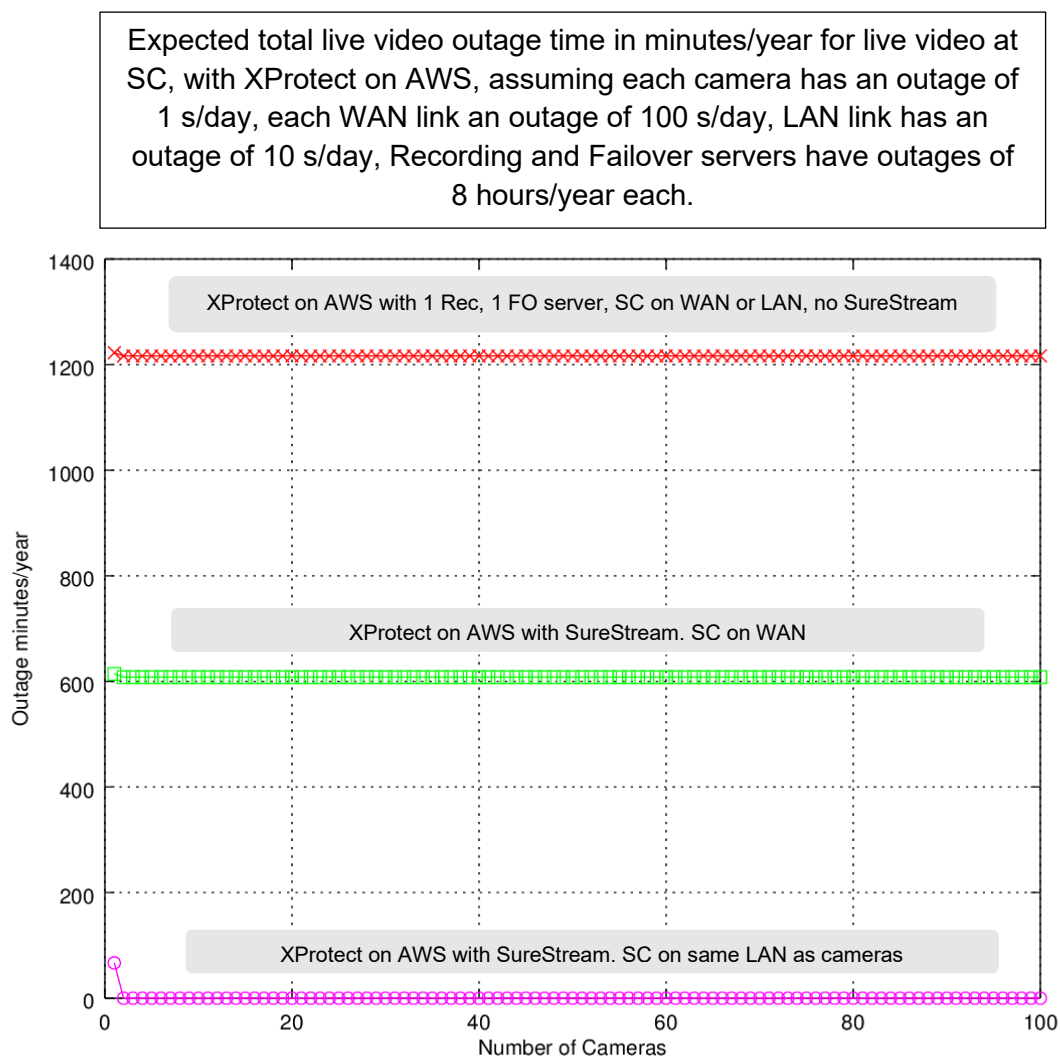 Expected total live video outage time in minutes/year for live video at
SC, with XProtect on AWS, assuming each camera has an outage of
1 s/day, each WAN link an outage of 100 s/day, LAN link has an
outage of 10 s/day, Recording and Failover servers have outages of
8 hours/year each.
1400
XProtect on AWS with 1 Rec, 1 FO server, SC on WAN or LAN, no SureStream
1200
1000
800
XProtect on AWS with SureStream. SC on WAN
600
Outage minutes/year
400
200
XProtect on AWS with SureStream. SC on same LAN as cameras
0
0 20 40 60 80 100
Number of Cameras